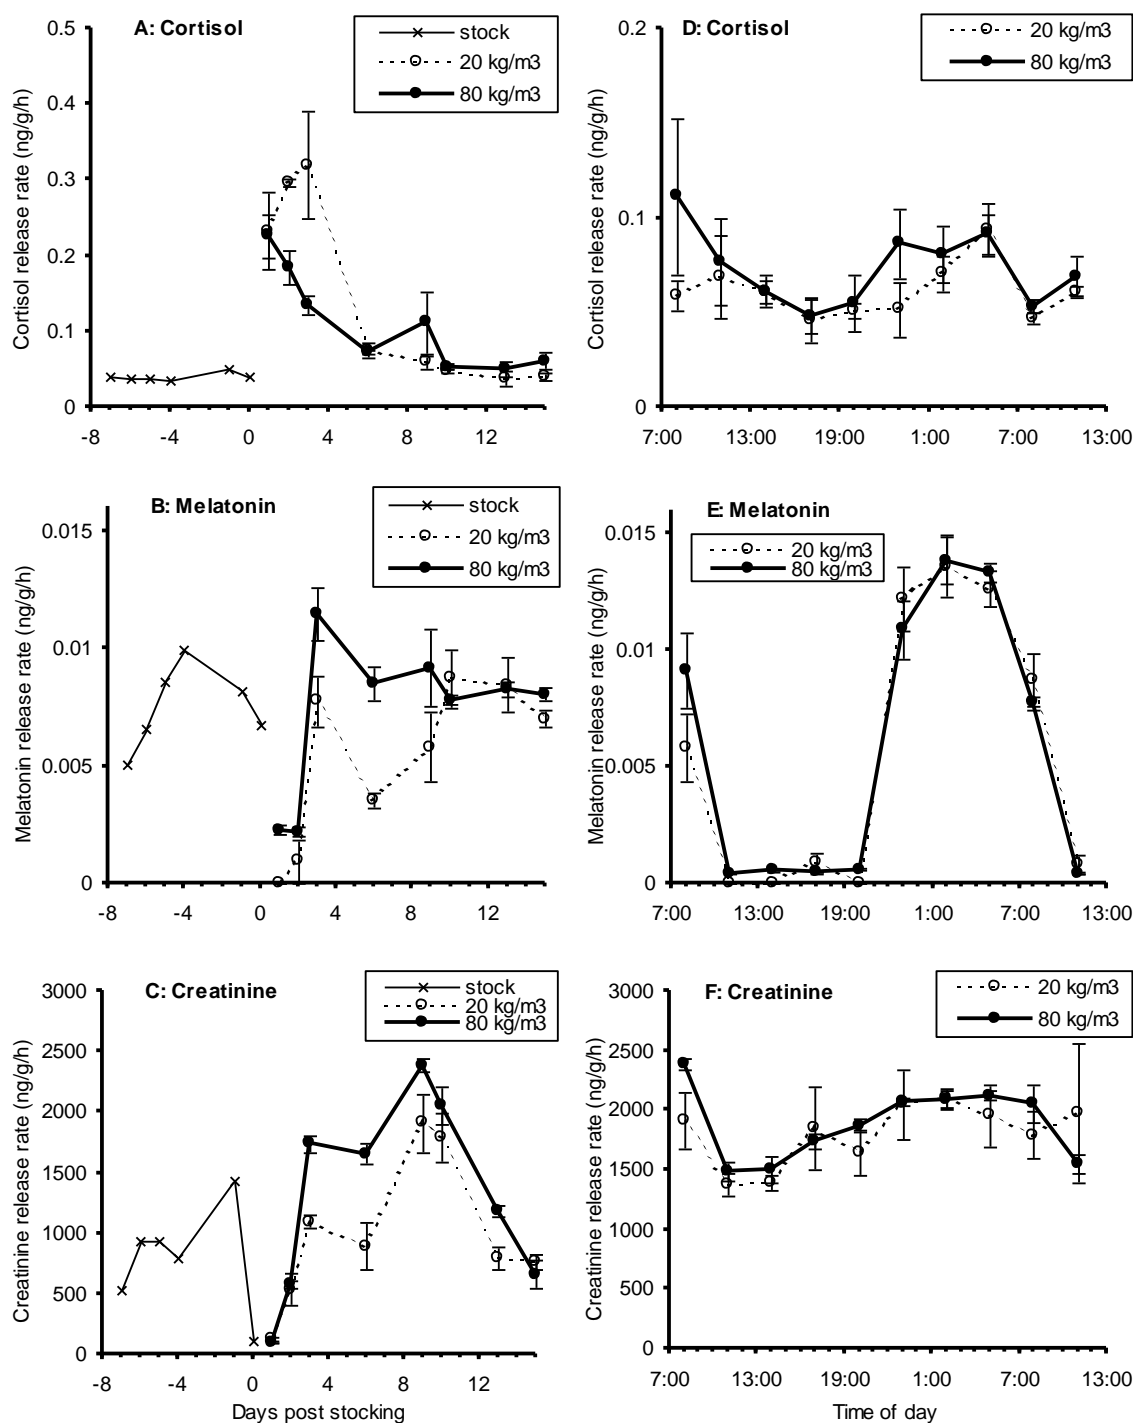 A: Cortisol
stock
20 kg/m3
80 kg/m3
Cortisol release rate (ng/g/h)
0.5
0.4
0.3
0.2
0.1
0
-8 -4 0 4 8 12
D: Cortisol
20 kg/m3
80 kg/m3
Cortisol release rate (ng/g/h)
0.2
0.1
0
7:00 13:00 19:00 1:00 7:00 13:00
B: Melatonin
stock
20 kg/m3
80 kg/m3
Melatonin release rate (ng/g/h)
0.015
0.01
0.005
0
-8 -4 0 4 8 12
E: Melatonin
20 kg/m3
80 kg/m3
Melatonin release rate (ng/g/h)
0.015
0.01
0.005
0
7:00 13:00 19:00 1:00 7:00 13:00
C: Creatinine
stock
20 kg/m3
80 kg/m3
Creatinine release rate (ng/g/h)
3000
2500
2000
1500
1000
500
0
-8 -4 0 4 8 12
Days post stocking
F: Creatinine
20 kg/m3
80 kg/m3
Creatinine release rate (ng/g/h)
3000
2500
2000
1500
1000
500
0
7:00 13:00 19:00 1:00 7:00 13:00
Time of day